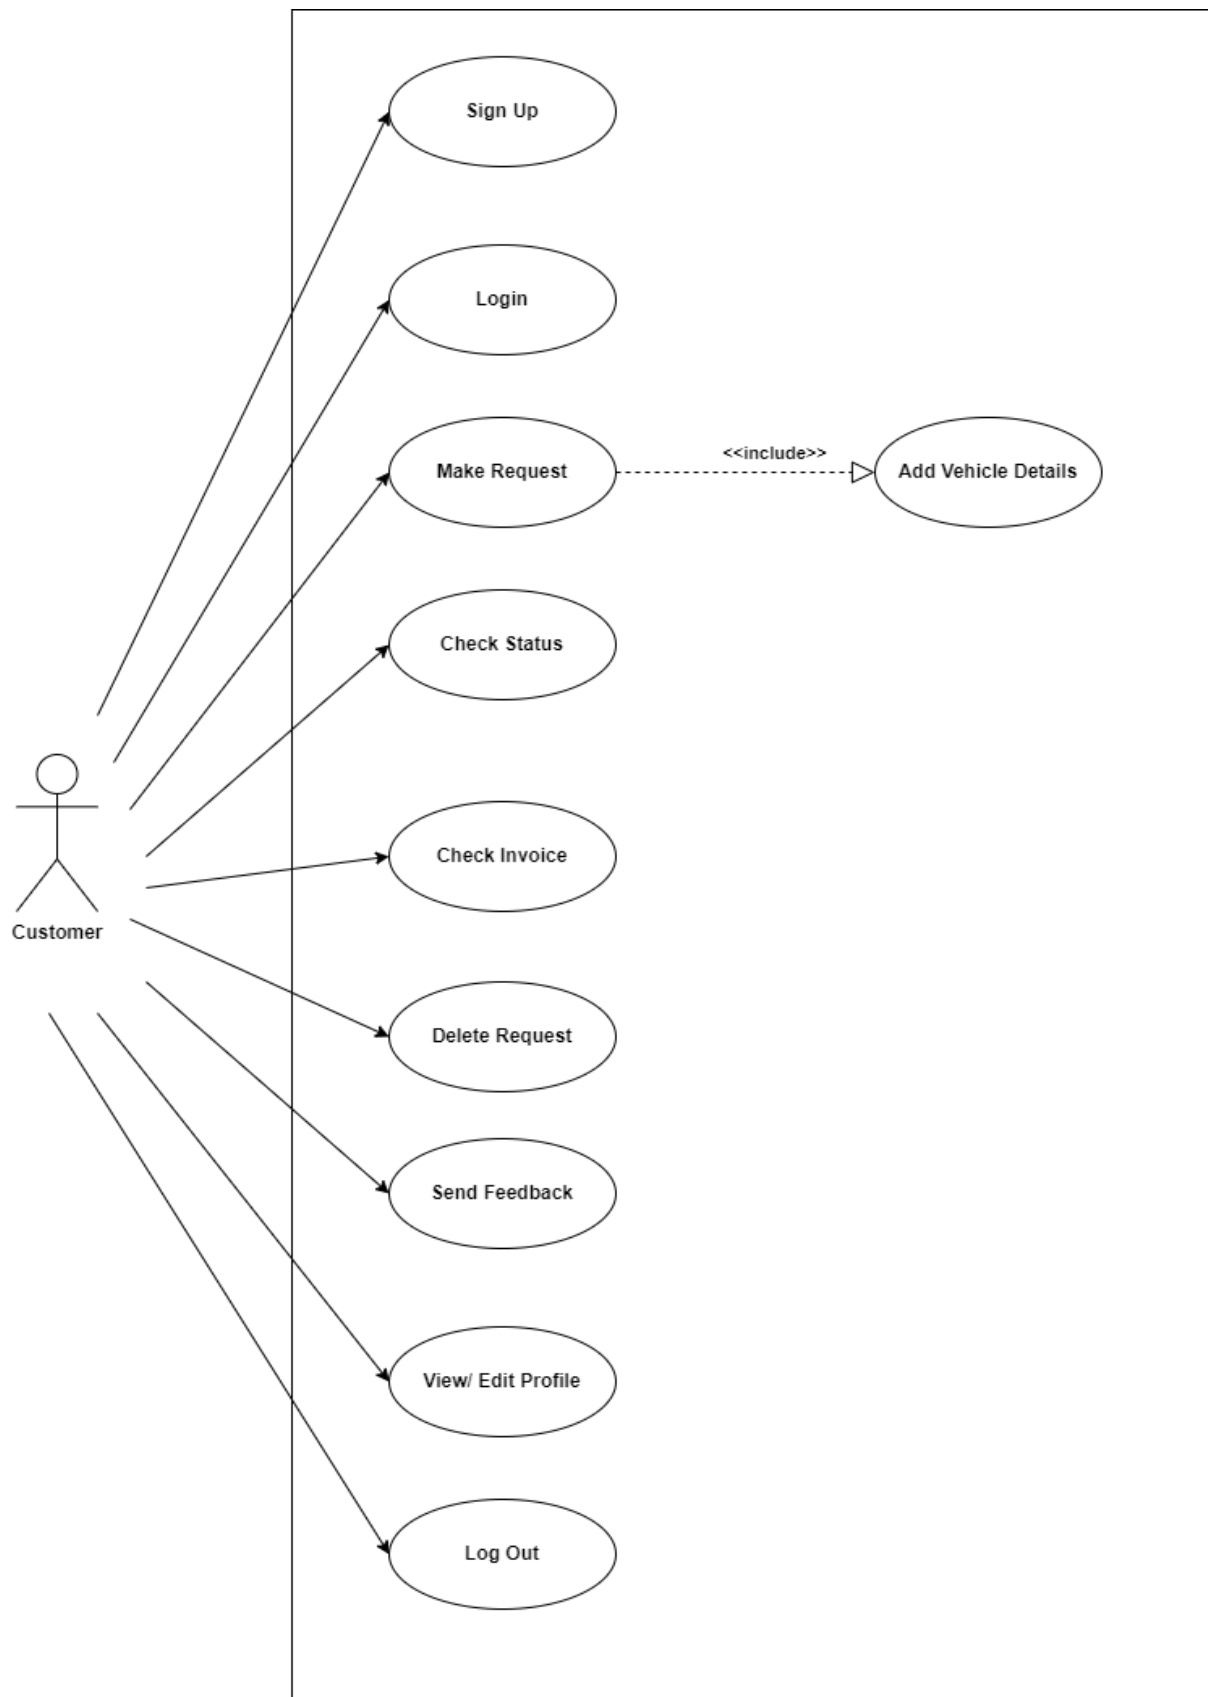 Sign Up
Login
Make Request
<<include>>
Add Vehicle Details
Check Status
Check Invoice
Customer
Delete Request
Send Feedback
View/ Edit Profile
Log Out